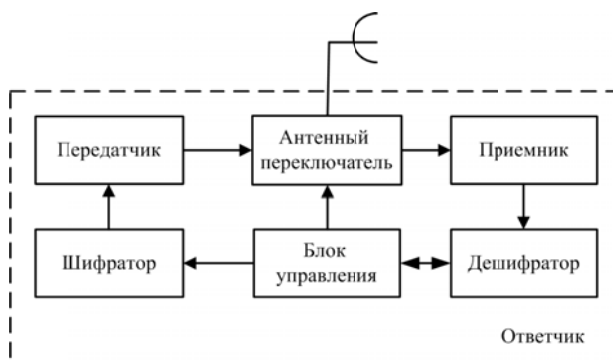 Передатчик
Антенный
переключатель
Приемник
Шифратор
Блок
управления
Дешифратор
Ответчик